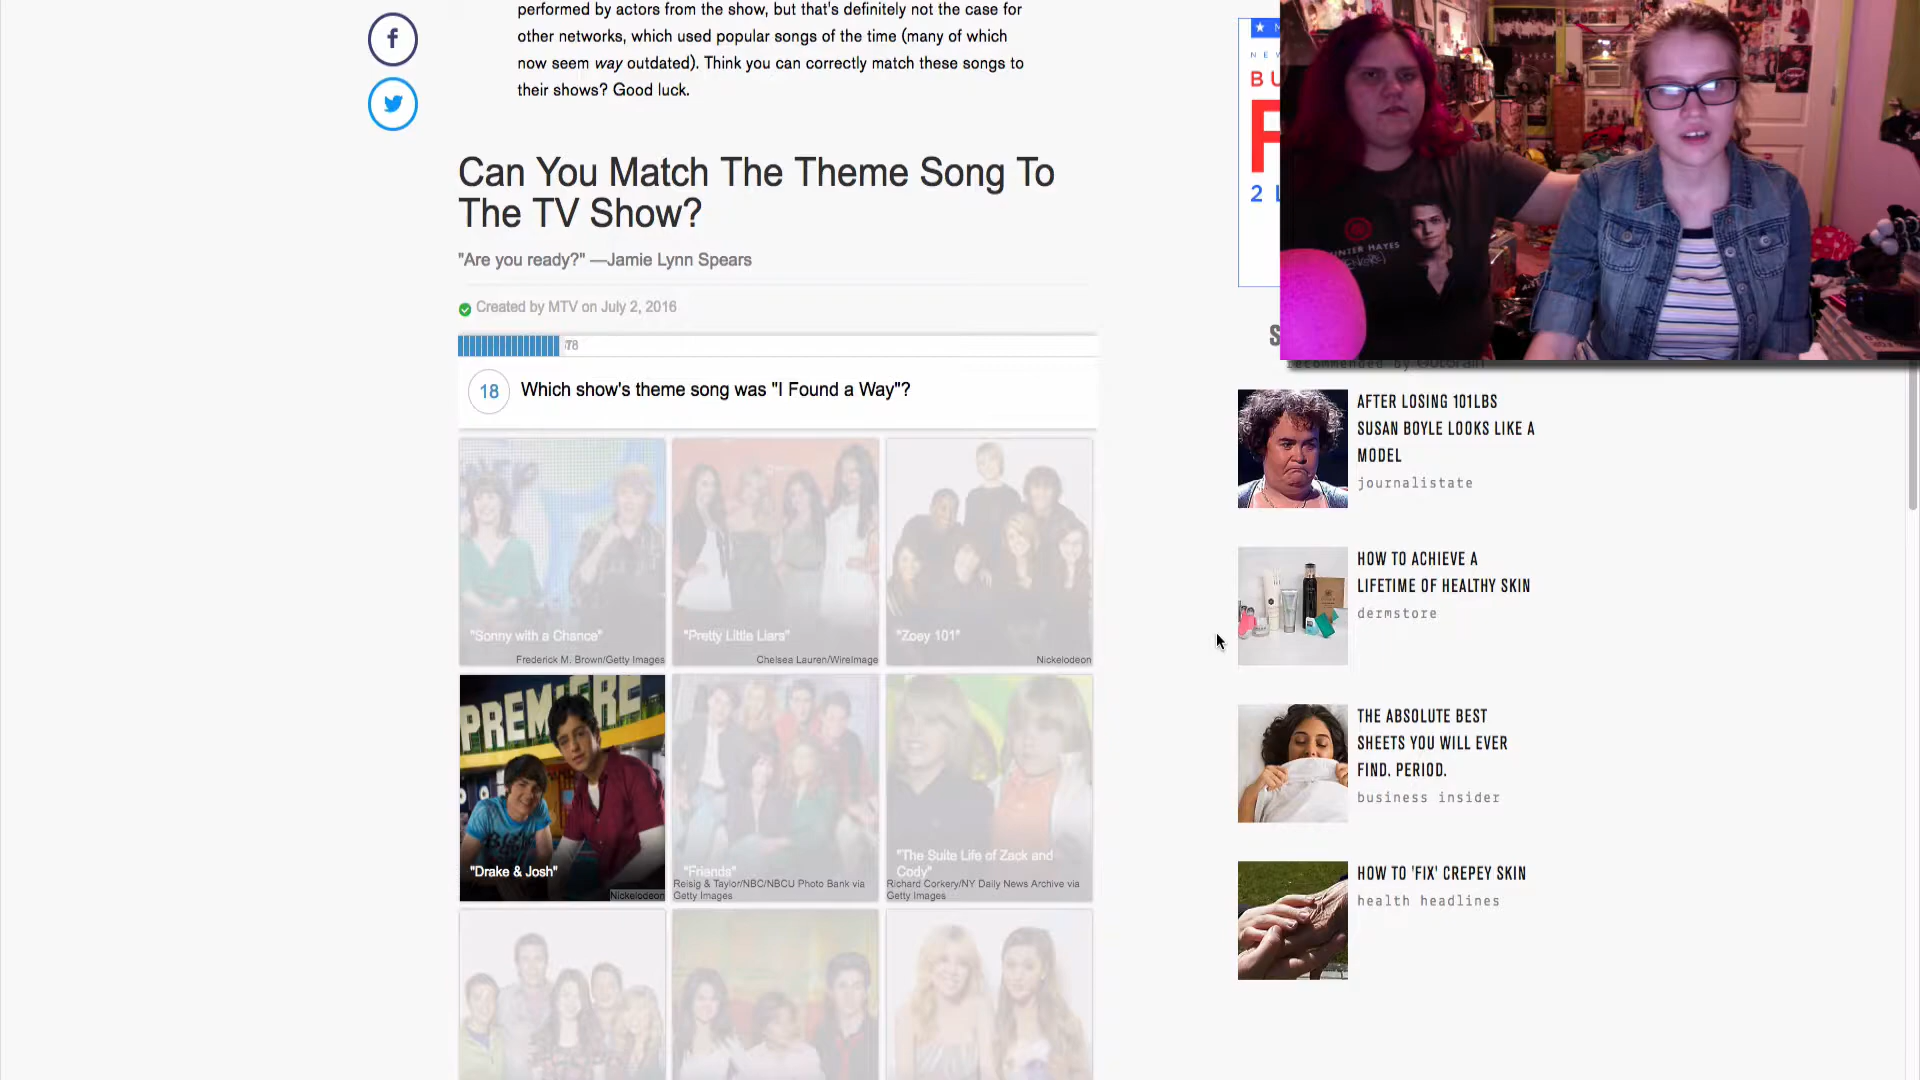 performed by actors from the show, but that's definitely not the case for
other networks, which used popular songs of the time (many of which
now seem way outdated). Think you can correctly match these songs to
their shows? Good luck.
Can You Match The Theme Song To
The TV Show?
"Are you ready?" —Jamie Lynn Spears
Created by MTV on July 2, 2016
18
Which show's theme song was "I Found a Way"?
"Sonny with a Chance"
Frederick M. Brown/Getty Images
"Pretty Little Liars"
Chelsea Lauren/WireImage
"Zoey 101"
Nickelodeon
PREMIERE
"Drake & Josh"
Nickelodeon
"Friends"
Reisig & Taylor/NBC/NBCU Photo Bank via
Getty Images
"The Suite Life of Zack and
Cody"
Richard Corkery/NY Daily News Archive via
Getty Images
BU
F
2
HUNTER HAYES
recommended by
AFTER LOSING 101LBS
SUSAN BOYLE LOOKS LIKE A
MODEL
journalistate
HOW TO ACHIEVE A
LIFETIME OF HEALTHY SKIN
dermstore
THE ABSOLUTE BEST
SHEETS YOU WILL EVER
FIND. PERIOD.
business insider
HOW TO 'FIX' CREPEY SKIN
health headlines